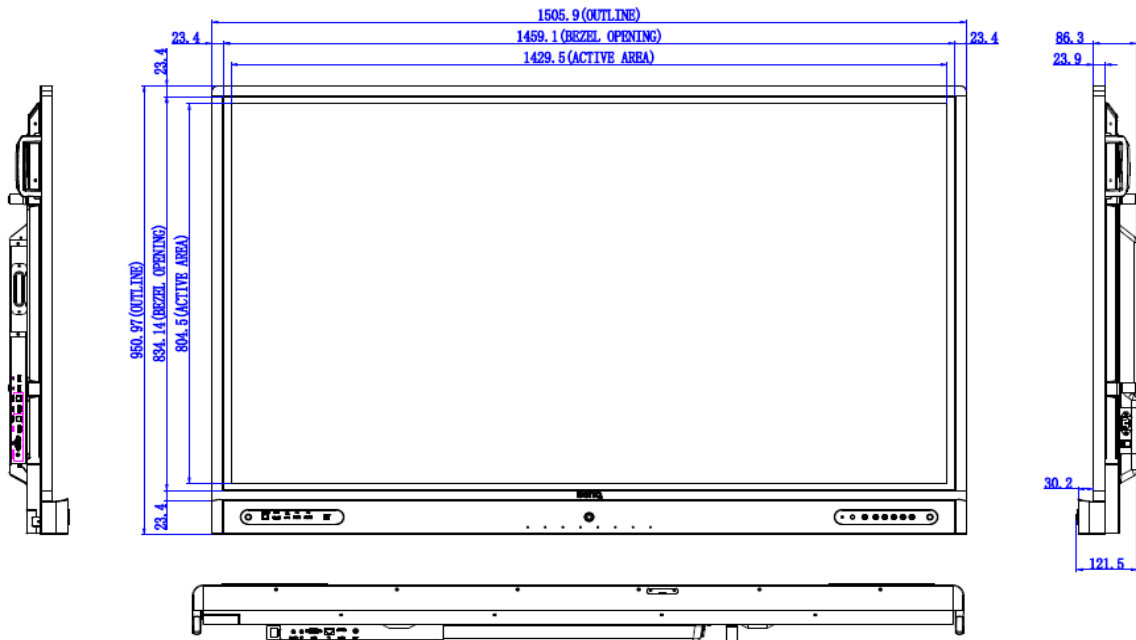 1505.9(OUTLINE)
23.4
1459.1(BEZEL OPENING)
23.4
1429.5(ACTIVE AREA)
86.3
23.9
23.4
950.97(OUTLINE)
834.14(BEZEL OPENING)
804.5(ACTIVE AREA)
23.4
30.2
121.5
BenQ